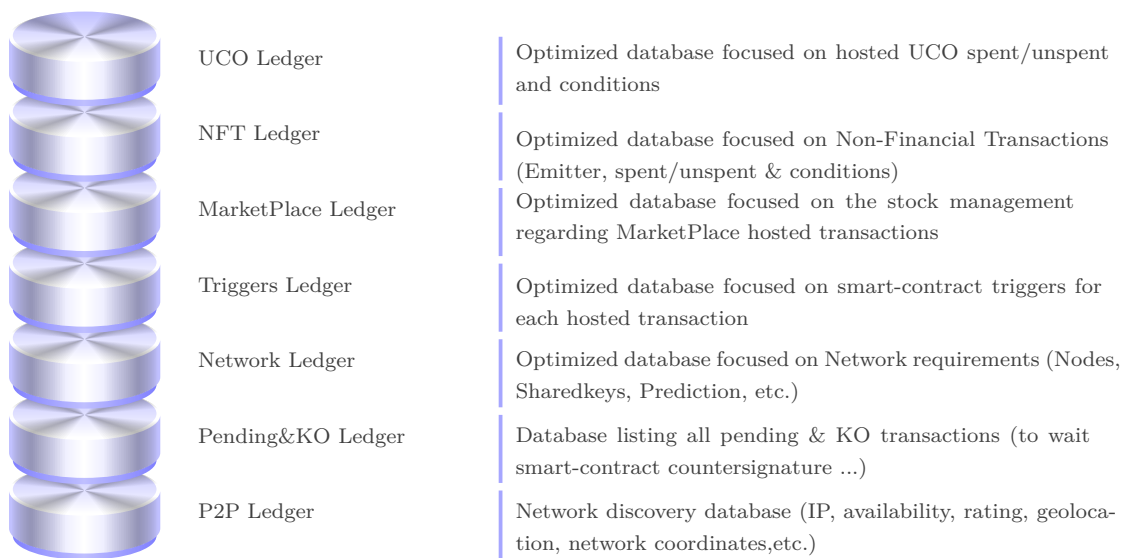 UCO Ledger
Optimized database focused on hosted UCO spent/unspent
and conditions
NFT Ledger
Optimized database focused on Non-Financial Transactions
(Emitter, spent/unspent & conditions)
MarketPlace Ledger
Optimized database focused on the stock management
regarding MarketPlace hosted transactions
Triggers Ledger
Optimized database focused on smart-contract triggers for
each hosted transaction
Network Ledger
Optimized database focused on Network requirements (Nodes,
Sharedkeys, Prediction, etc.)
Pending&KO Ledger
Database listing all pending & KO transactions (to wait
smart-contract countersignature ...)
P2P Ledger
Network discovery database (IP, availability, rating, geoloca-
tion, network coordinates,etc.)